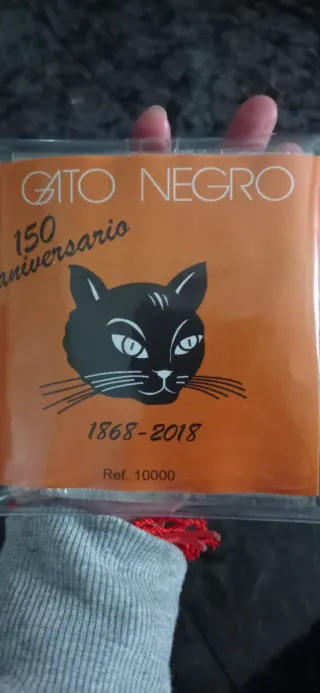 GATO NEGRO
150
aniversario
1868-2018
Ref. 10000